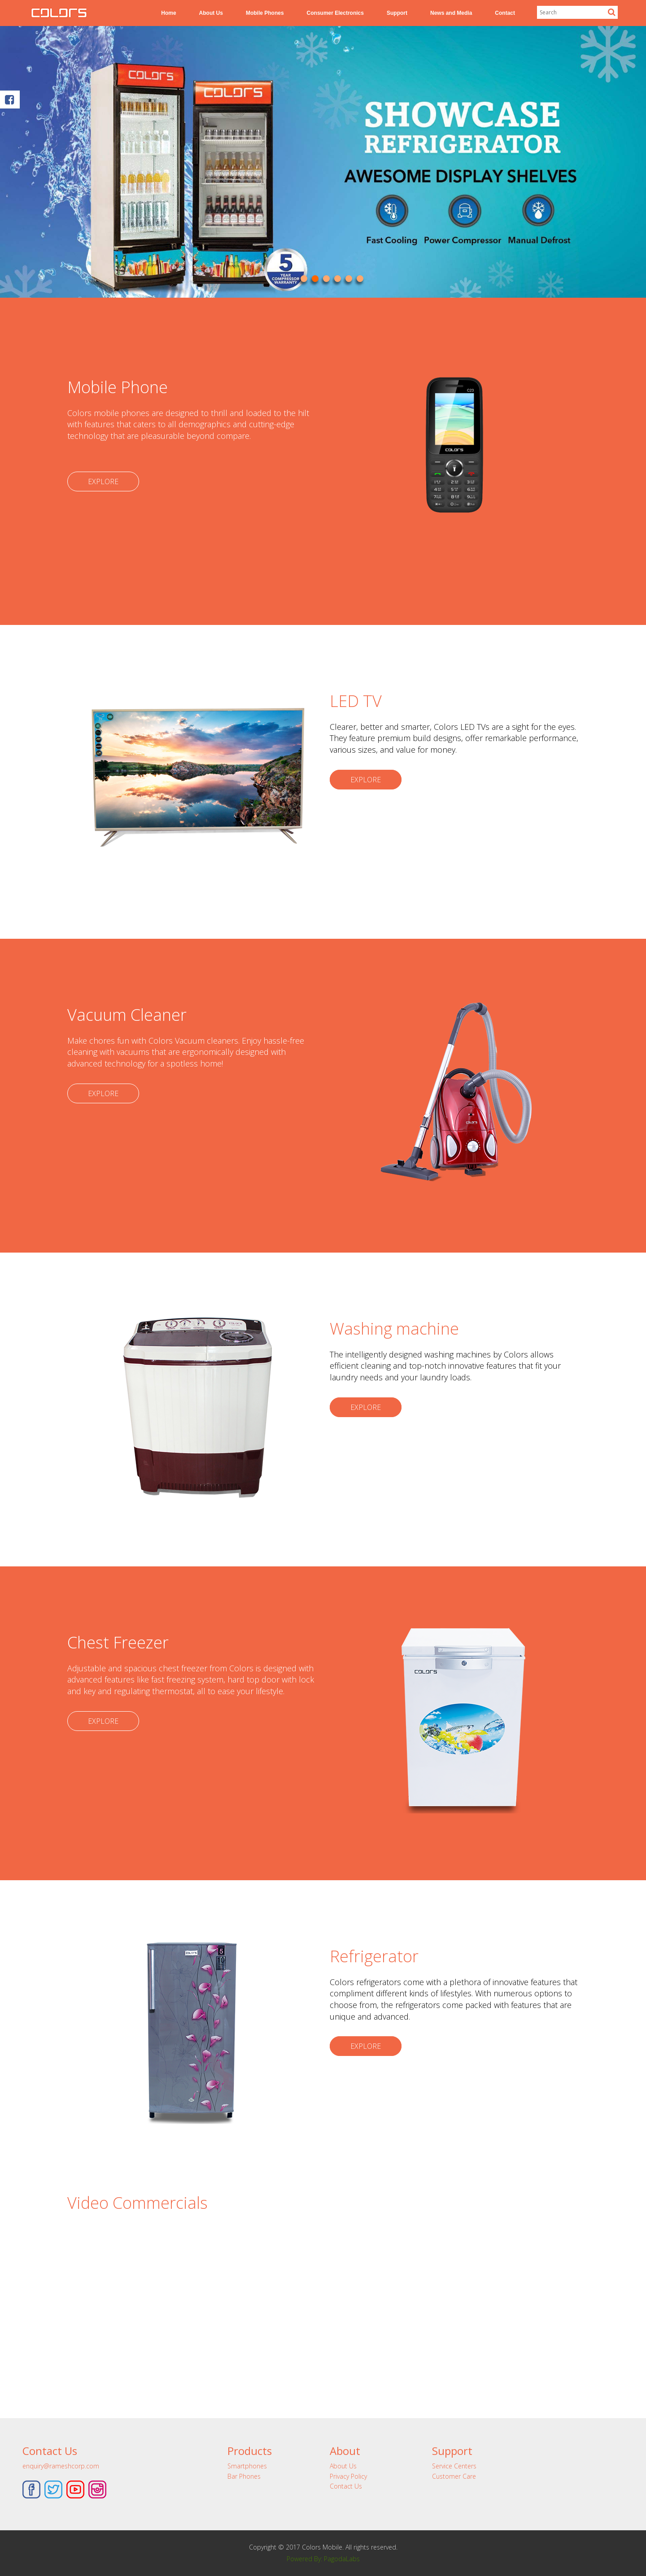 COLORS
Home
About Us
Mobile Phones
Consumer Electronics
Support
News and Media
Contact
Search
COLORS
COLORS
SHOWCASE
REFRIGERATOR
AWESOME DISPLAY SHELVES
Fast Cooling
Power Compressor
Manual Defrost
5
YEAR
COMPRESSOR
WARRANTY
Mobile Phone
Colors mobile phones are designed to thrill and loaded to the hilt
with features that caters to all demographics and cutting-edge
technology that are pleasurable beyond compare.
EXPLORE
COLORS
LED TV
Clearer, better and smarter, Colors LED TVs are a sight for the eyes.
They feature premium build designs, offer remarkable performance,
various sizes, and value for money.
EXPLORE
Vacuum Cleaner
Make chores fun with Colors Vacuum cleaners. Enjoy hassle-free
cleaning with vacuums that are ergonomically designed with
advanced technology for a spotless home!
EXPLORE
Washing machine
The intelligently designed washing machines by Colors allows
efficient cleaning and top-notch innovative features that fit your
laundry needs and your laundry loads.
EXPLORE
Chest Freezer
Adjustable and spacious chest freezer from Colors is designed with
advanced features like fast freezing system, hard top door with lock
and key and regulating thermostat, all to ease your lifestyle.
EXPLORE
COLORS
Refrigerator
Colors refrigerators come with a plethora of innovative features that
compliment different kinds of lifestyles. With numerous options to
choose from, the refrigerators come packed with features that are
unique and advanced.
EXPLORE
Video Commercials
Contact Us
enquiry@rameshcorp.com
Products
Smartphones
Bar Phones
About
About Us
Privacy Policy
Contact Us
Support
Service Centers
Customer Care
Copyright © 2017 Colors Mobile. All rights reserved.
Powered By: PagodaLabs